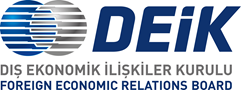 DEiK
DIŞ EKONOMİK İLİŞKİLER KURULU
FOREIGN ECONOMIC RELATIONS BOARD